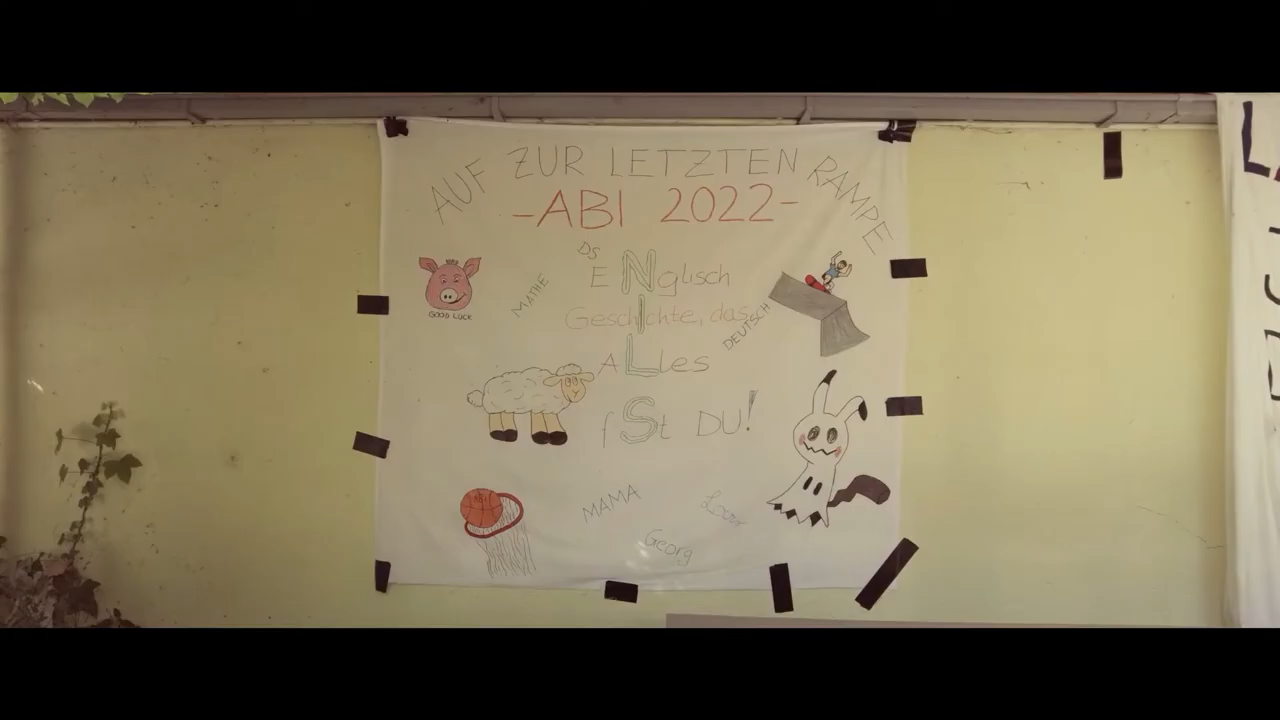 AUF ZUR LETZTEN RAMPE
-ABI 2022-
DS
ENglisch
MATHE
GeschIchte, das
DEUTSCH
GOOD LUCK
ALLes
fSt DU!
MAMA
Georg